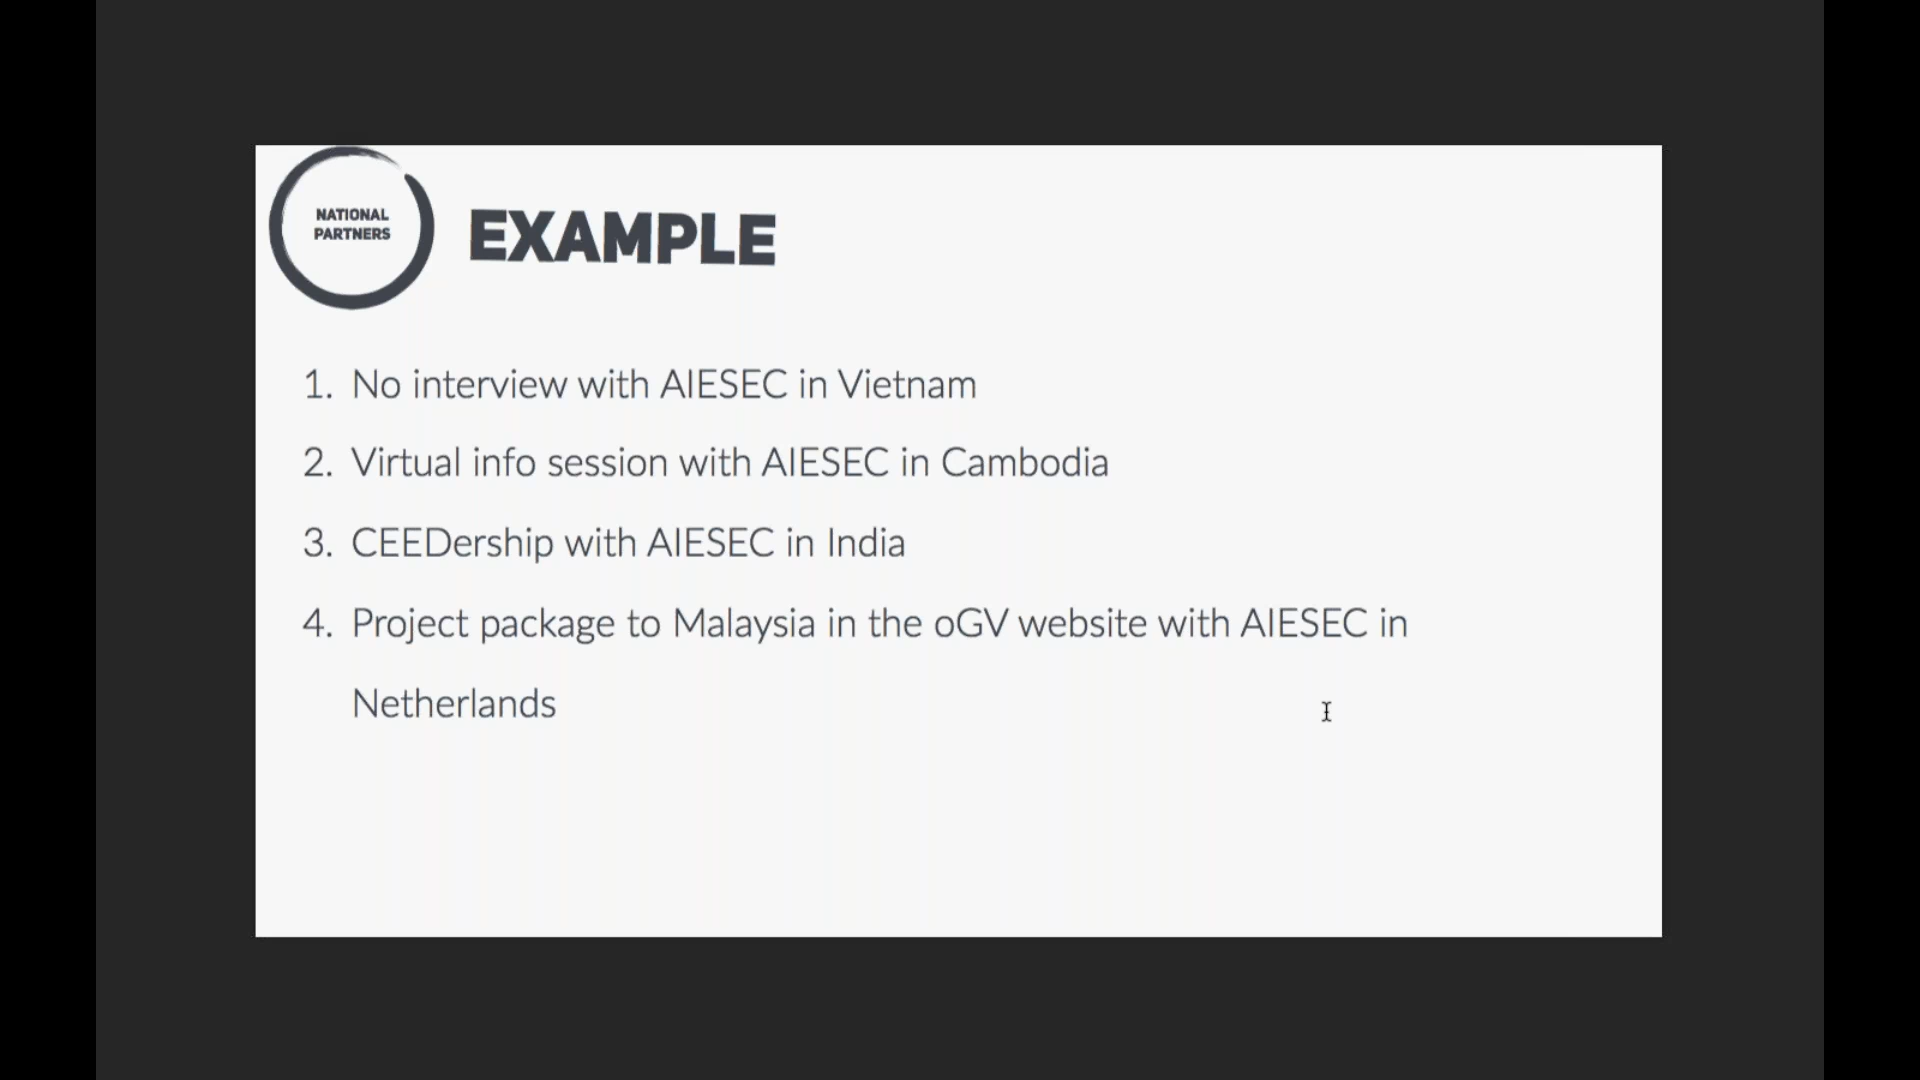 NATIONAL
PARTNERS
EXAMPLE
1. No interview with AIESEC in Vietnam
2. Virtual info session with AIESEC in Cambodia
3. CEEDership with AIESEC in India
4. Project package to Malaysia in the oGV website with AIESEC in
Netherlands